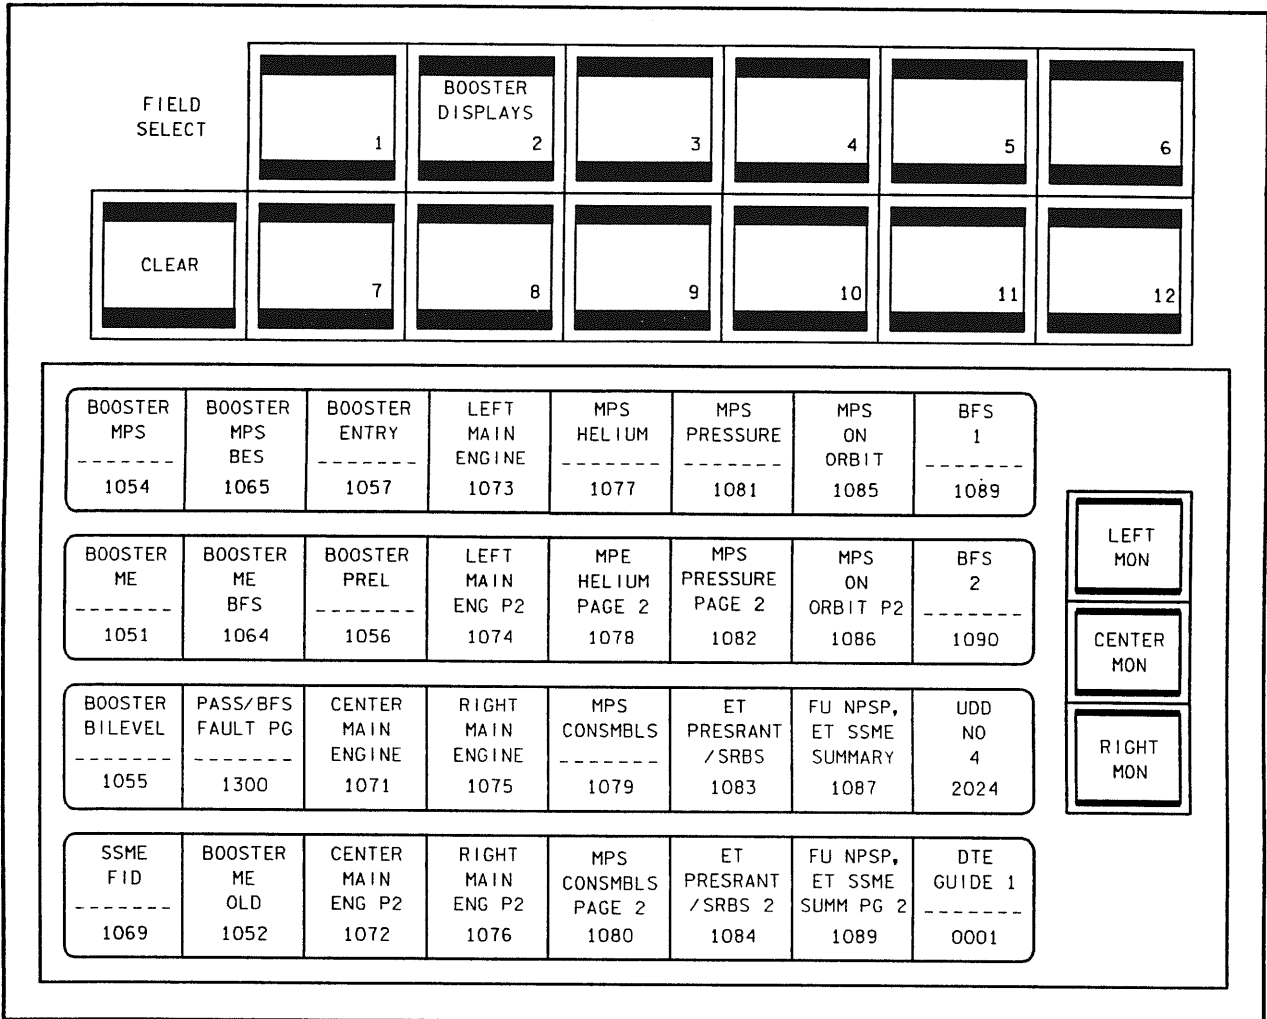 FIELD
SELECT
1
BOOSTER
DISPLAYS
2
3
4
5
6
CLEAR
7
8
9
10
11
12
BOOSTER
MPS
-------
1054
BOOSTER
MPS
BES
1065
BOOSTER
ENTRY
-------
1057
LEFT
MAIN
ENGINE
1073
MPS
HELIUM
-------
1077
MPS
PRESSURE
-------
1081
MPS
ON
ORBIT
1085
BFS
1
-------
1089
BOOSTER
ME
-------
1051
BOOSTER
ME
BFS
1064
BOOSTER
PREL
-------
1056
LEFT
MAIN
ENG P2
1074
MPE
HELIUM
PAGE 2
1078
MPS
PRESSURE
PAGE 2
1082
MPS
ON
ORBIT P2
1086
BFS
2
-------
1090
BOOSTER
BILEVEL
-------
1055
PASS/BFS
FAULT PG
-------
1300
CENTER
MAIN
ENGINE
1071
RIGHT
MAIN
ENGINE
1075
MPS
CONSMBLS
-------
1079
ET
PRESRANT
/SRBS
1083
FU NPSP,
ET SSME
SUMMARY
1087
UDD
NO
4
2024
SSME
FID
-------
1069
BOOSTER
ME
OLD
1052
CENTER
MAIN
ENG P2
1072
RIGHT
MAIN
ENG P2
1076
MPS
CONSMBLS
PAGE 2
1080
ET
PRESRANT
/SRBS 2
1084
FU NPSP,
ET SSME
SUMM PG 2
1089
DTE
GUIDE 1
-------
0001
LEFT
MON
CENTER
MON
RIGHT
MON